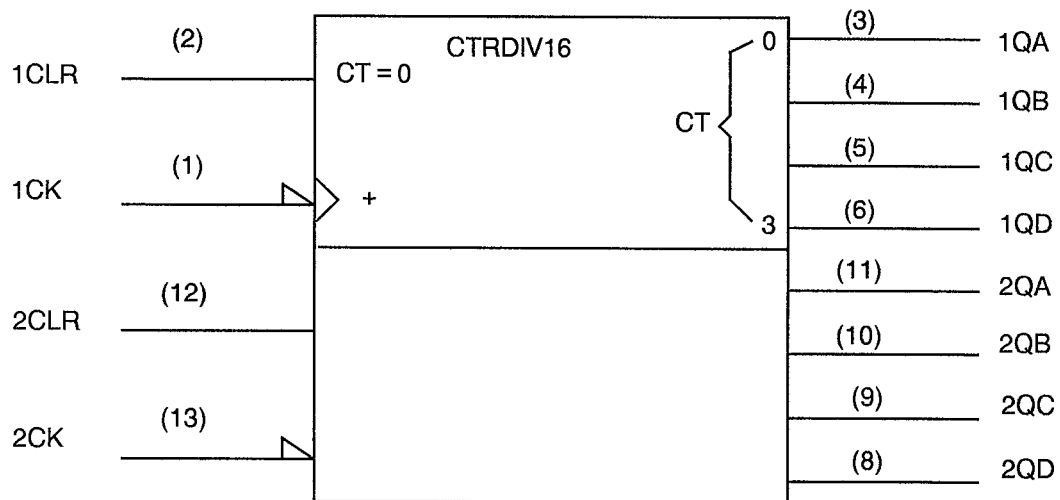 (2) CTRDIV16 0 (3) 1QA
1CLR CT = 0 (4) 1QB
CT
(1) (5) 1QC
1CK +
(6) 1QD
3
(11) 2QA
(12)
2CLR (10) 2QB
(13) (9) 2QC
2CK
(8) 2QD